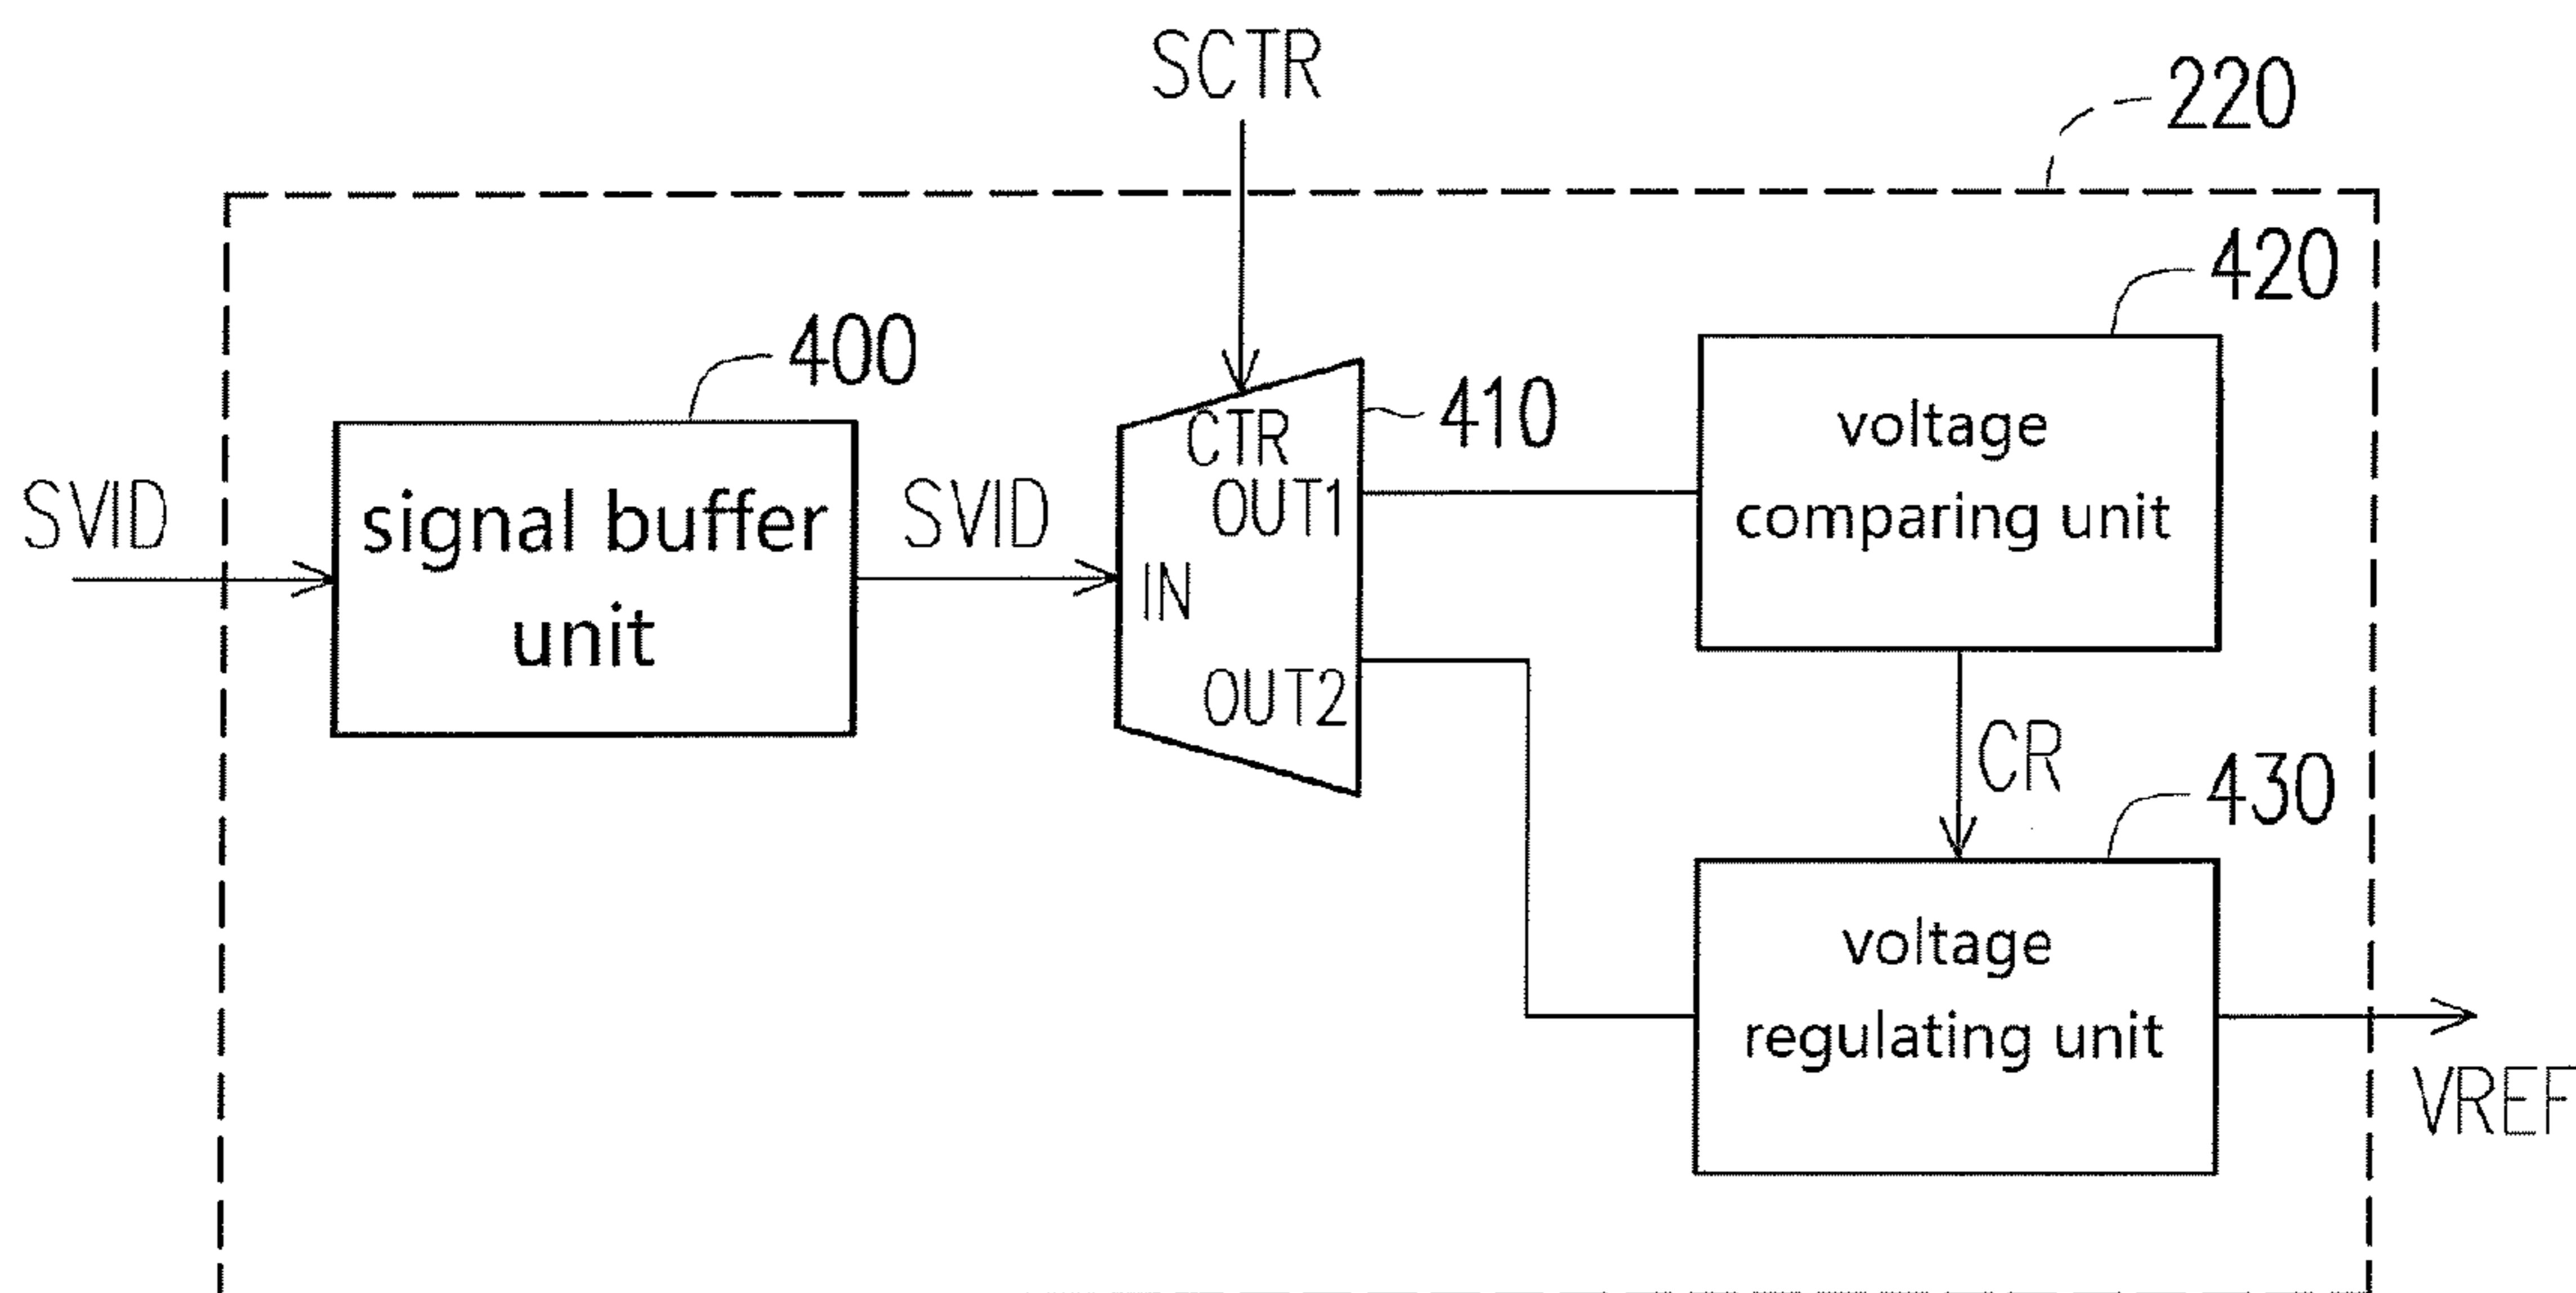 SCTR
220
420
400
410
CTR
voltage
comparing unit
SVID
signal buffer
unit
SVID
OUT1
IN
OUT2
CR
430
voltage
regulating unit
VREF